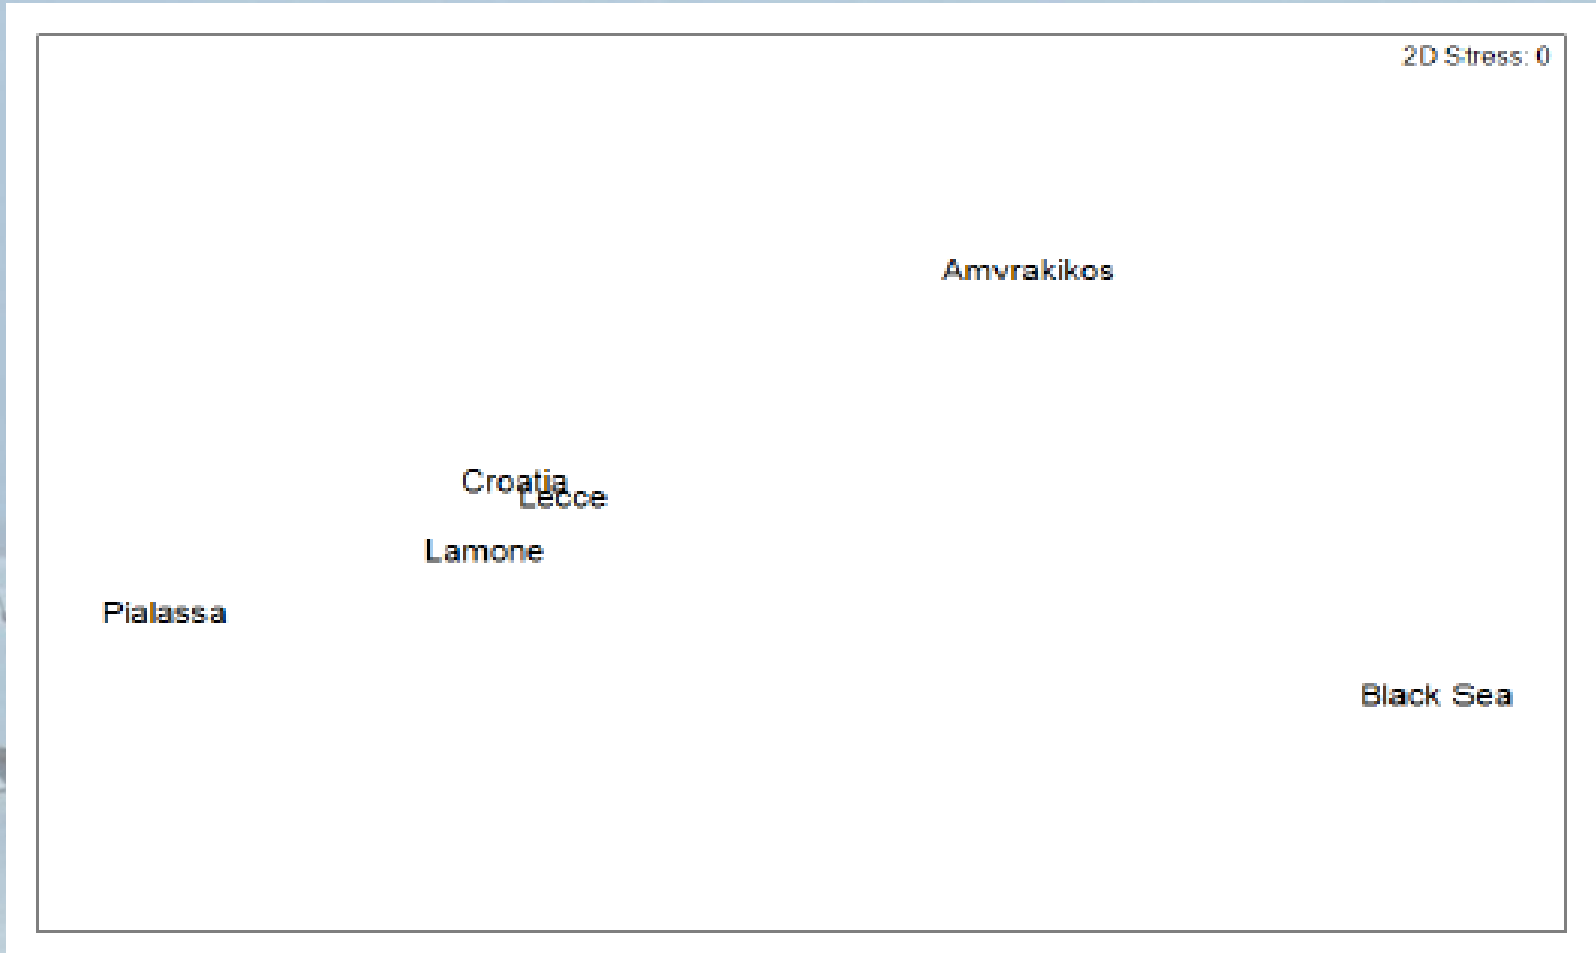 2D Stress: 0
Amvrakikos
Croatia
Lecce
Lamone
Pialassa
Black Sea